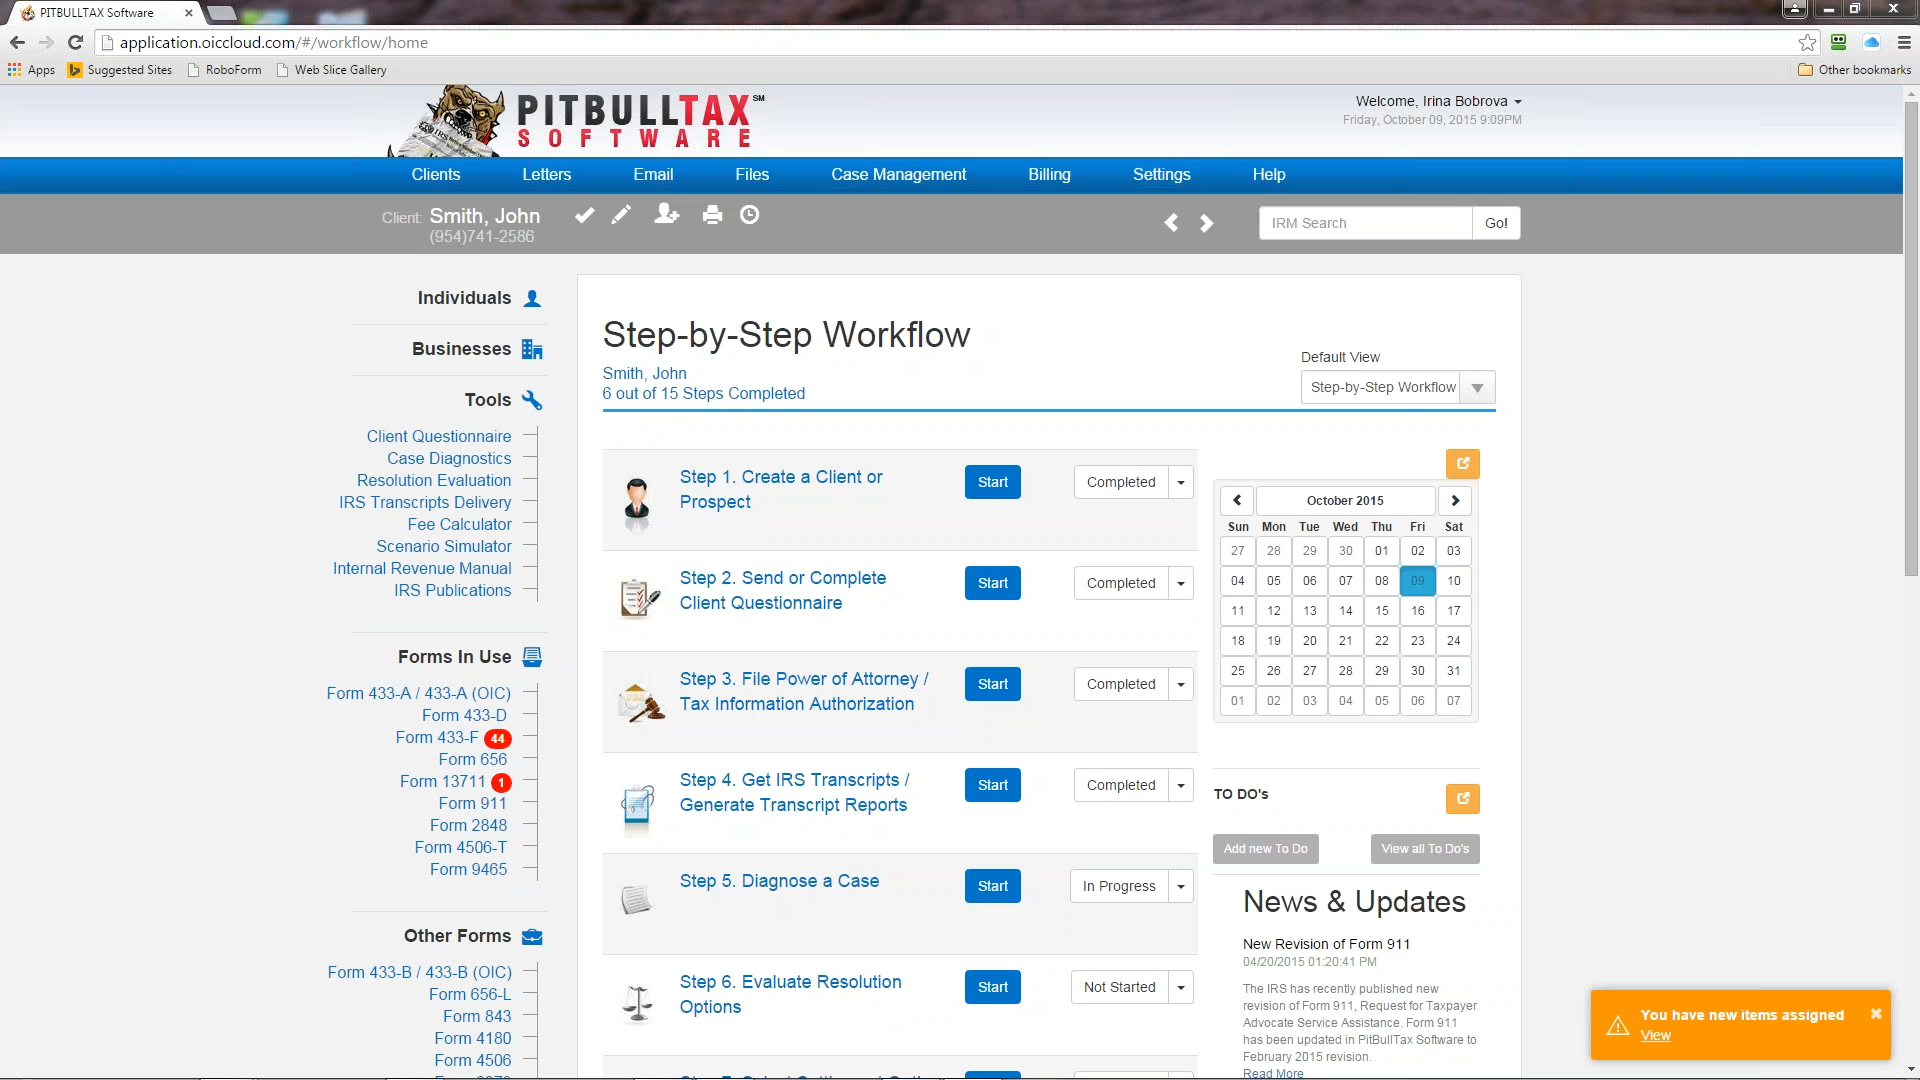 PITBULLTAX Software
application.oiccloud.com/#/workflow/home
Apps
Suggested Sites
RoboForm
Web Slice Gallery
Other bookmarks
PITBULLTAX SM
SOFTWARE
IRS
Welcome, Irina Bobrova
Friday, October 09, 2015 9:09PM
Clients
Letters
Email
Files
Case Management
Billing
Settings
Help
Client: Smith, John
(954)741-2586
IRM Search
Go!
Individuals
Businesses
Tools
Client Questionnaire
Case Diagnostics
Resolution Evaluation
IRS Transcripts Delivery
Fee Calculator
Scenario Simulator
Internal Revenue Manual
IRS Publications
Forms In Use
Form 433-A / 433-A (OIC)
Form 433-D
Form 433-F 44
Form 656
Form 13711 1
Form 911
Form 2848
Form 4506-T
Form 9465
Other Forms
Form 433-B / 433-B (OIC)
Form 656-L
Form 843
Form 4180
Form 4506
Step-by-Step Workflow
Smith, John
6 out of 15 Steps Completed
Default View
Step-by-Step Workflow
Step 1. Create a Client or
Prospect
Start
Completed
Step 2. Send or Complete
Client Questionnaire
Start
Completed
Step 3. File Power of Attorney /
Tax Information Authorization
Start
Completed
Step 4. Get IRS Transcripts /
Generate Transcript Reports
Start
Completed
Step 5. Diagnose a Case
Start
In Progress
Step 6. Evaluate Resolution
Options
Start
Not Started
October 2015
Sun Mon Tue Wed Thu Fri Sat
27 28 29 30 01 02 03
04 05 06 07 08 09 10
11 12 13 14 15 16 17
18 19 20 21 22 23 24
25 26 27 28 29 30 31
01 02 03 04 05 06 07
TO DO's
Add new To Do
View all To Do's
News & Updates
New Revision of Form 911
04/20/2015 01:20:41 PM
The IRS has recently published new
revision of Form 911, Request for Taxpayer
Advocate Service Assistance. Form 911
has been updated in PitBullTax Software to
February 2015 revision.
Read More
You have new items assigned
View